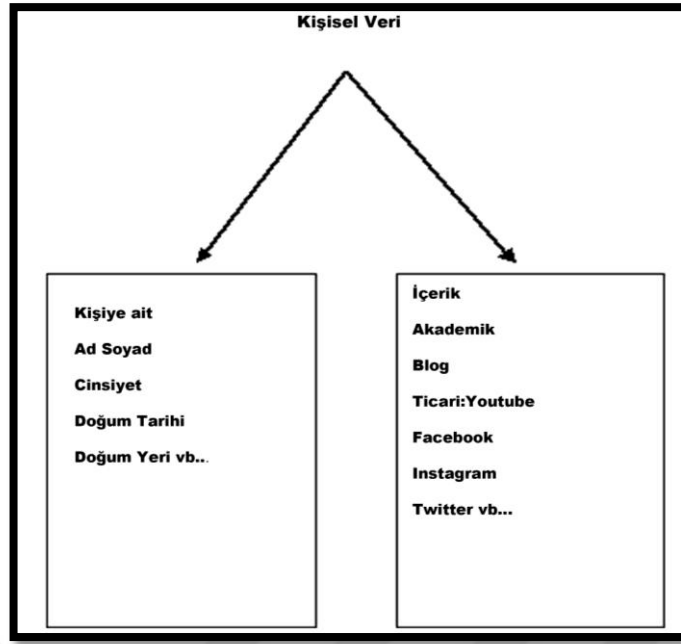 Kişisel Veri
Kişiye ait
Ad Soyad
Cinsiyet
Doğum Tarihi
Doğum Yeri vb...
İçerik
Akademik
Blog
Ticari:Youtube
Facebook
Instagram
Twitter vb...